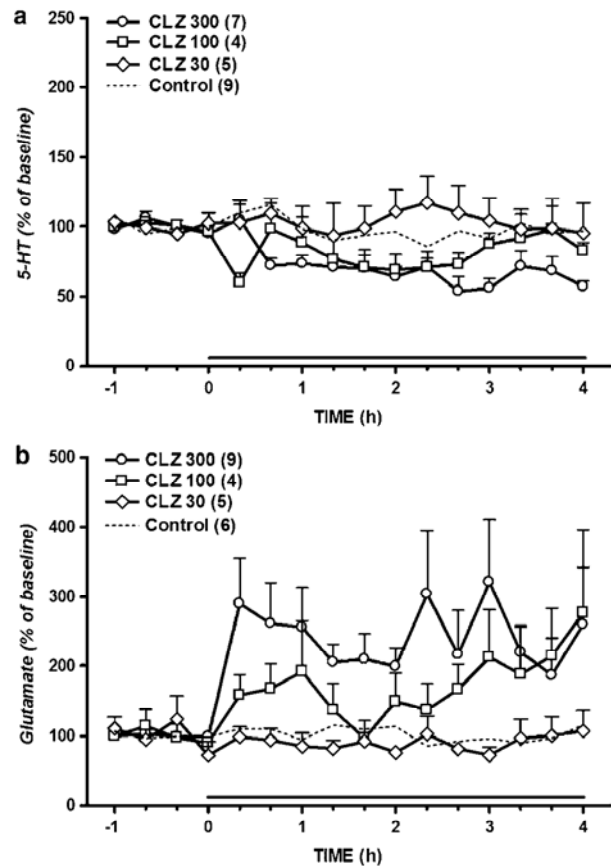 a
CLZ 300 (7)
CLZ 100 (4)
CLZ 30 (5)
Control (9)
5-HT (% of baseline)
250
200
150
100
50
0
-1 0 1 2 3 4
TIME (h)
b
CLZ 300 (9)
CLZ 100 (4)
CLZ 30 (5)
Control (6)
Glutamate (% of baseline)
500
400
300
200
100
0
-1 0 1 2 3 4
TIME (h)